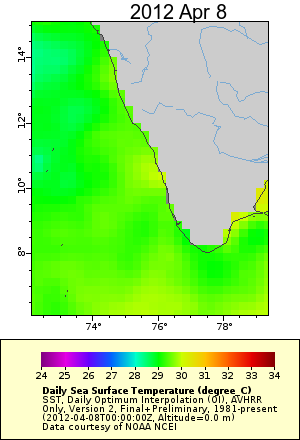 2012 Apr 8
14°
12°
10°
8°
74°
76°
78°
24 25 26 27 28 29 30 31 32 33 34
Daily Sea Surface Temperature (degree_C)
SST, Daily Optimum Interpolation (OI), AVHRR
Only, Version 2, Final+Preliminary, 1981-present
(2012-04-08T00:00:00Z, Altitude=0.0 m)
Data courtesy of NOAA NCEI